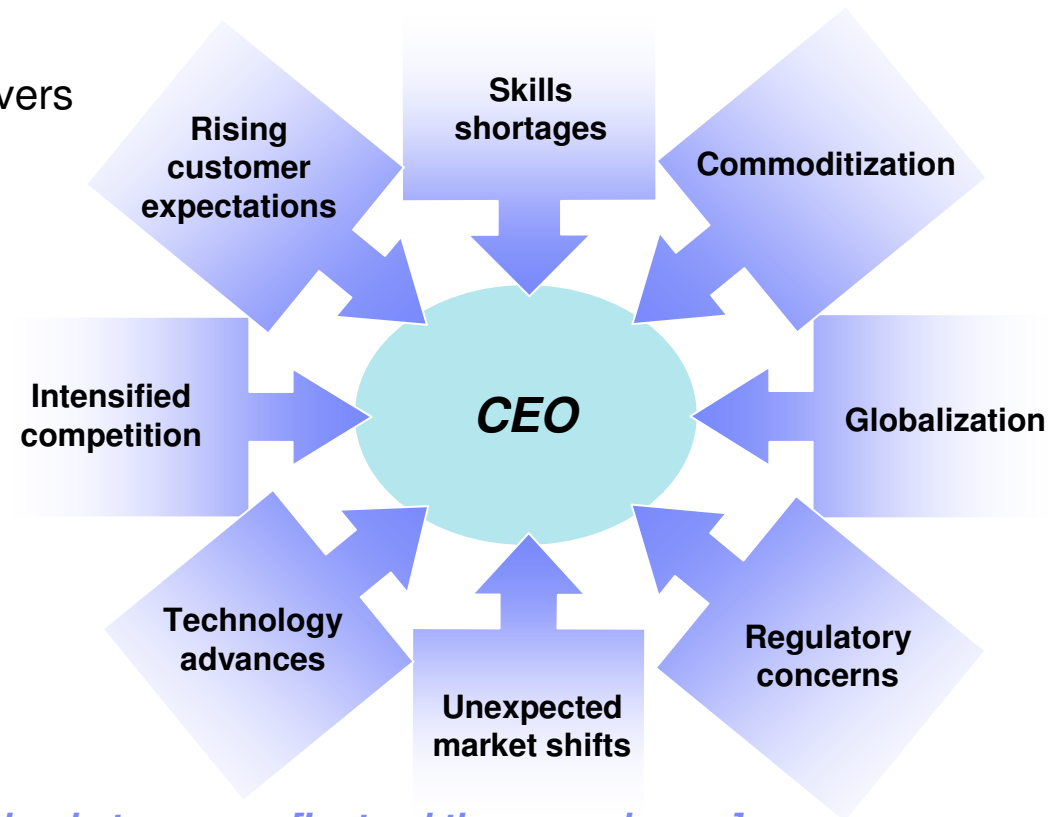 vers
Skills
shortages
Rising
customer
expectations
Commoditization
Intensified
competition
CEO
Globalization
Technology
advances
Regulatory
concerns
Unexpected
market shifts